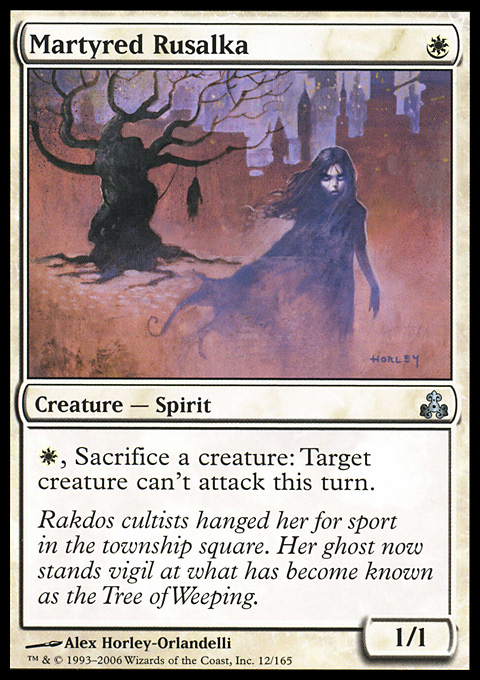 Martyred Rusalka
HORLEY
Creature — Spirit
, Sacrifice a creature: Target
creature can't attack this turn.
Rakdos cultists hanged her for sport
in the township square. Her ghost now
stands vigil at what has become known
as the Tree of Weeping.
Alex Horley-Orlandelli
1/1
™ & © 1993–2006 Wizards of the Coast, Inc. 12/165